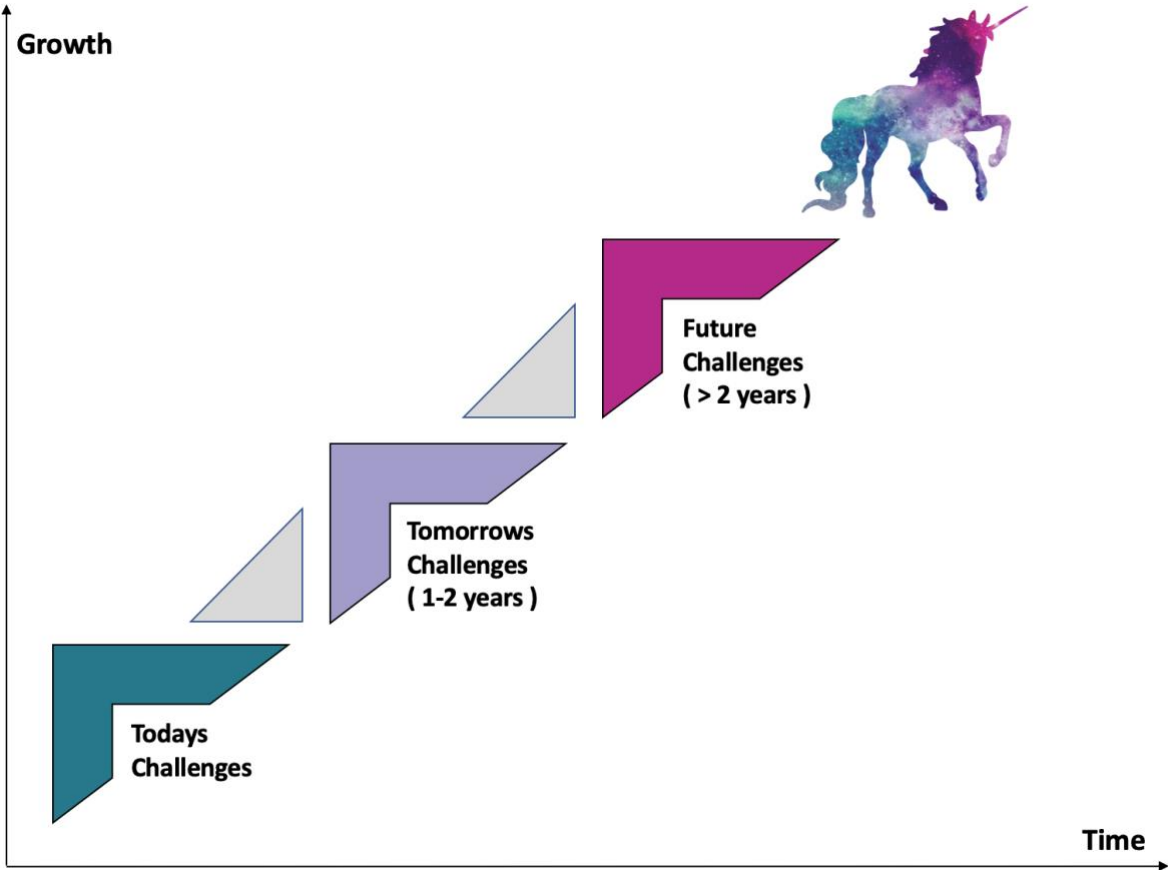 Growth
Future
Challenges
( > 2 years )
Tomorrows
Challenges
( 1-2 years )
Todays
Challenges
Time